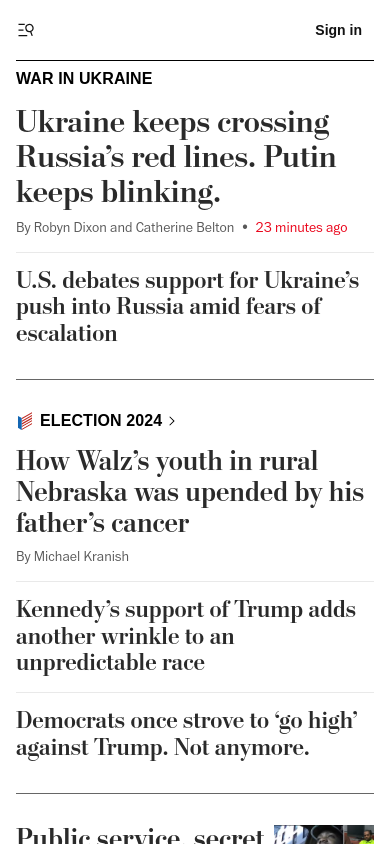 Sign in
WAR IN UKRAINE
Ukraine keeps crossing
Russia’s red lines. Putin
keeps blinking.
By Robyn Dixon and Catherine Belton • 23 minutes ago
U.S. debates support for Ukraine’s
push into Russia amid fears of
escalation
ELECTION 2024
How Walz’s youth in rural
Nebraska was upended by his
father’s cancer
By Michael Kranish
Kennedy’s support of Trump adds
another wrinkle to an
unpredictable race
Democrats once strove to ‘go high’
against Trump. Not anymore.
Public service, secret